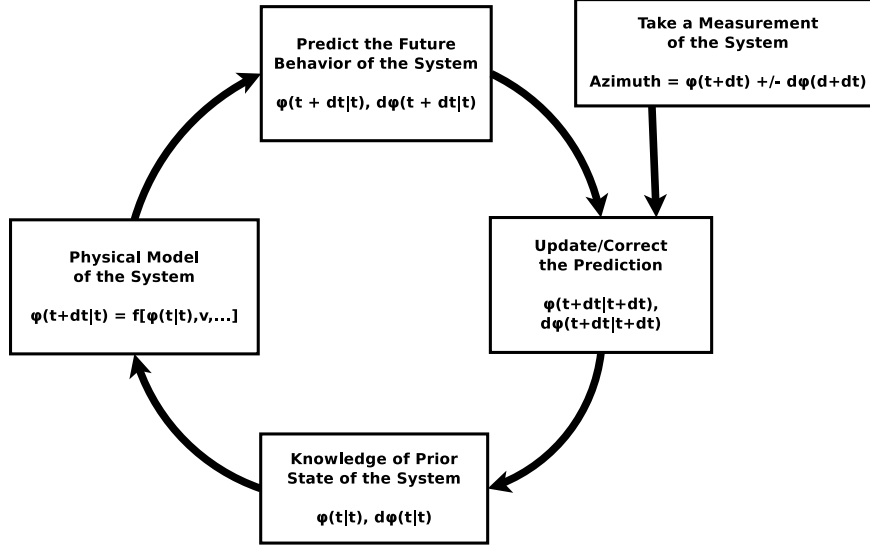 Predict the Future
Behavior of the System
φ(t + dt|t), dφ(t + dt|t)
Take a Measurement
of the System
Azimuth = φ(t+dt) +/- dφ(d+dt)
Physical Model
of the System
φ(t+dt|t) = f[φ(t|t),v,...]
Update/Correct
the Prediction
φ(t+dt|t+dt),
dφ(t+dt|t+dt)
Knowledge of Prior
State of the System
φ(t|t), dφ(t|t)